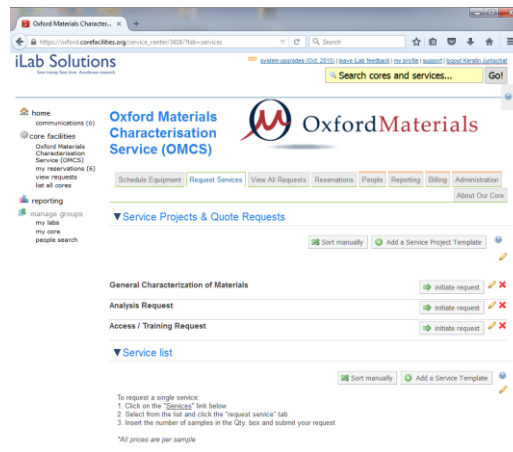 Oxford Materials Character...
https://oxford.corefacilities.org/service_center/3418/?tab=services
Search
iLab Solutions
See rising. See time. Accelerate research.
system upgrades (Oct, 2015) | leave iLab feedback | my profile | support | logout Kerstin Jurkschat
Search cores and services...
Go!
home
communications (0)
core facilities
Oxford Materials
Characterisation
Service (OMCS)
my reservations (6)
view requests
list all cores
reporting
manage groups
my labs
my core
people search
Oxford Materials
Characterisation
Service (OMCS)
OxfordMaterials
Schedule Equipment
Request Services
View All Requests
Reservations
People
Reporting
Billing
Administration
About Our Core
Service Projects & Quote Requests
Sort manually
Add a Service Project Template
General Characterization of Materials
initiate request
Analysis Request
initiate request
Access / Training Request
initiate request
Service list
Sort manually
Add a Service Template
To request a single service:
1. Click on the "Services" link below
2. Select from the list and click the "request service" tab
3. Insert the number of samples in the Qty. box and submit your request
*All prices are per sample